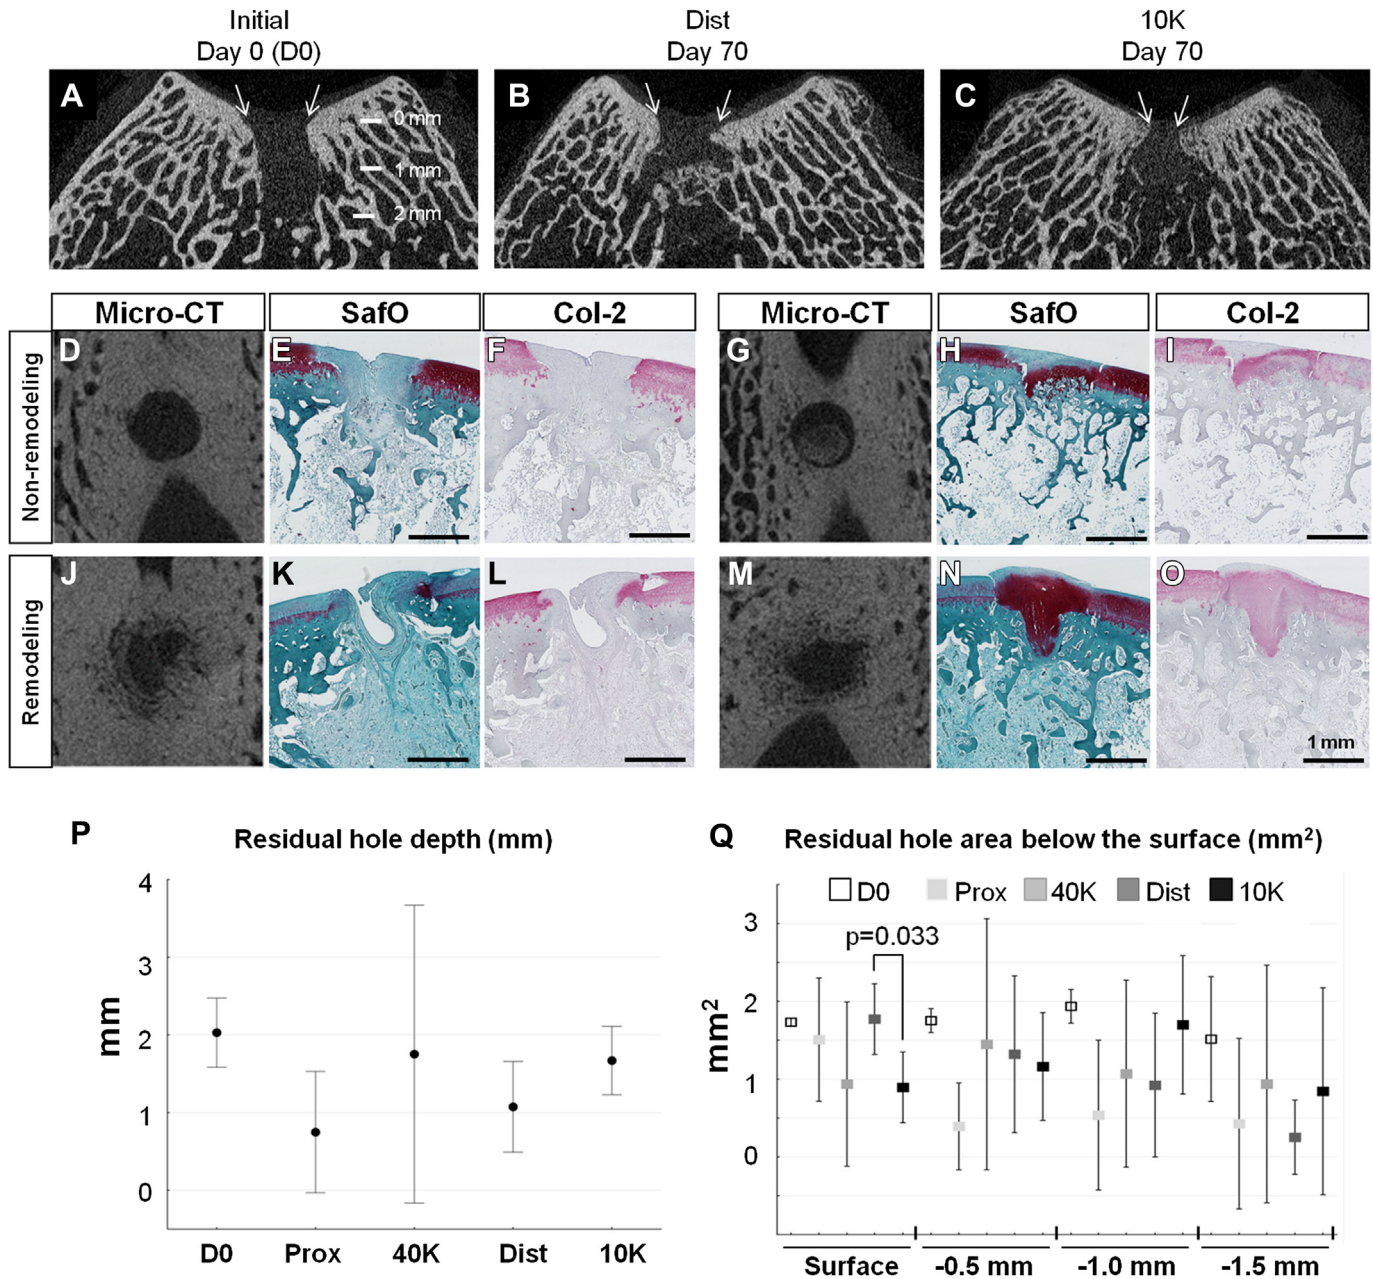 Initial
Day 0 (D0)
Dist
Day 70
10K
Day 70
A
0 mm
1 mm
2 mm
B
C
Micro-CT
SafO
Col-2
Micro-CT
SafO
Col-2
Non-remodeling
D
E
F
G
H
I
Remodeling
J
K
L
M
N
O
1 mm
P
Residual hole depth (mm)
4
3
2
1
0
mm
D0 Prox 40K Dist 10K
Q
Residual hole area below the surface (mm²)
D0 Prox 40K Dist 10K
p=0.033
3
2
1
0
mm²
Surface -0.5 mm -1.0 mm -1.5 mm